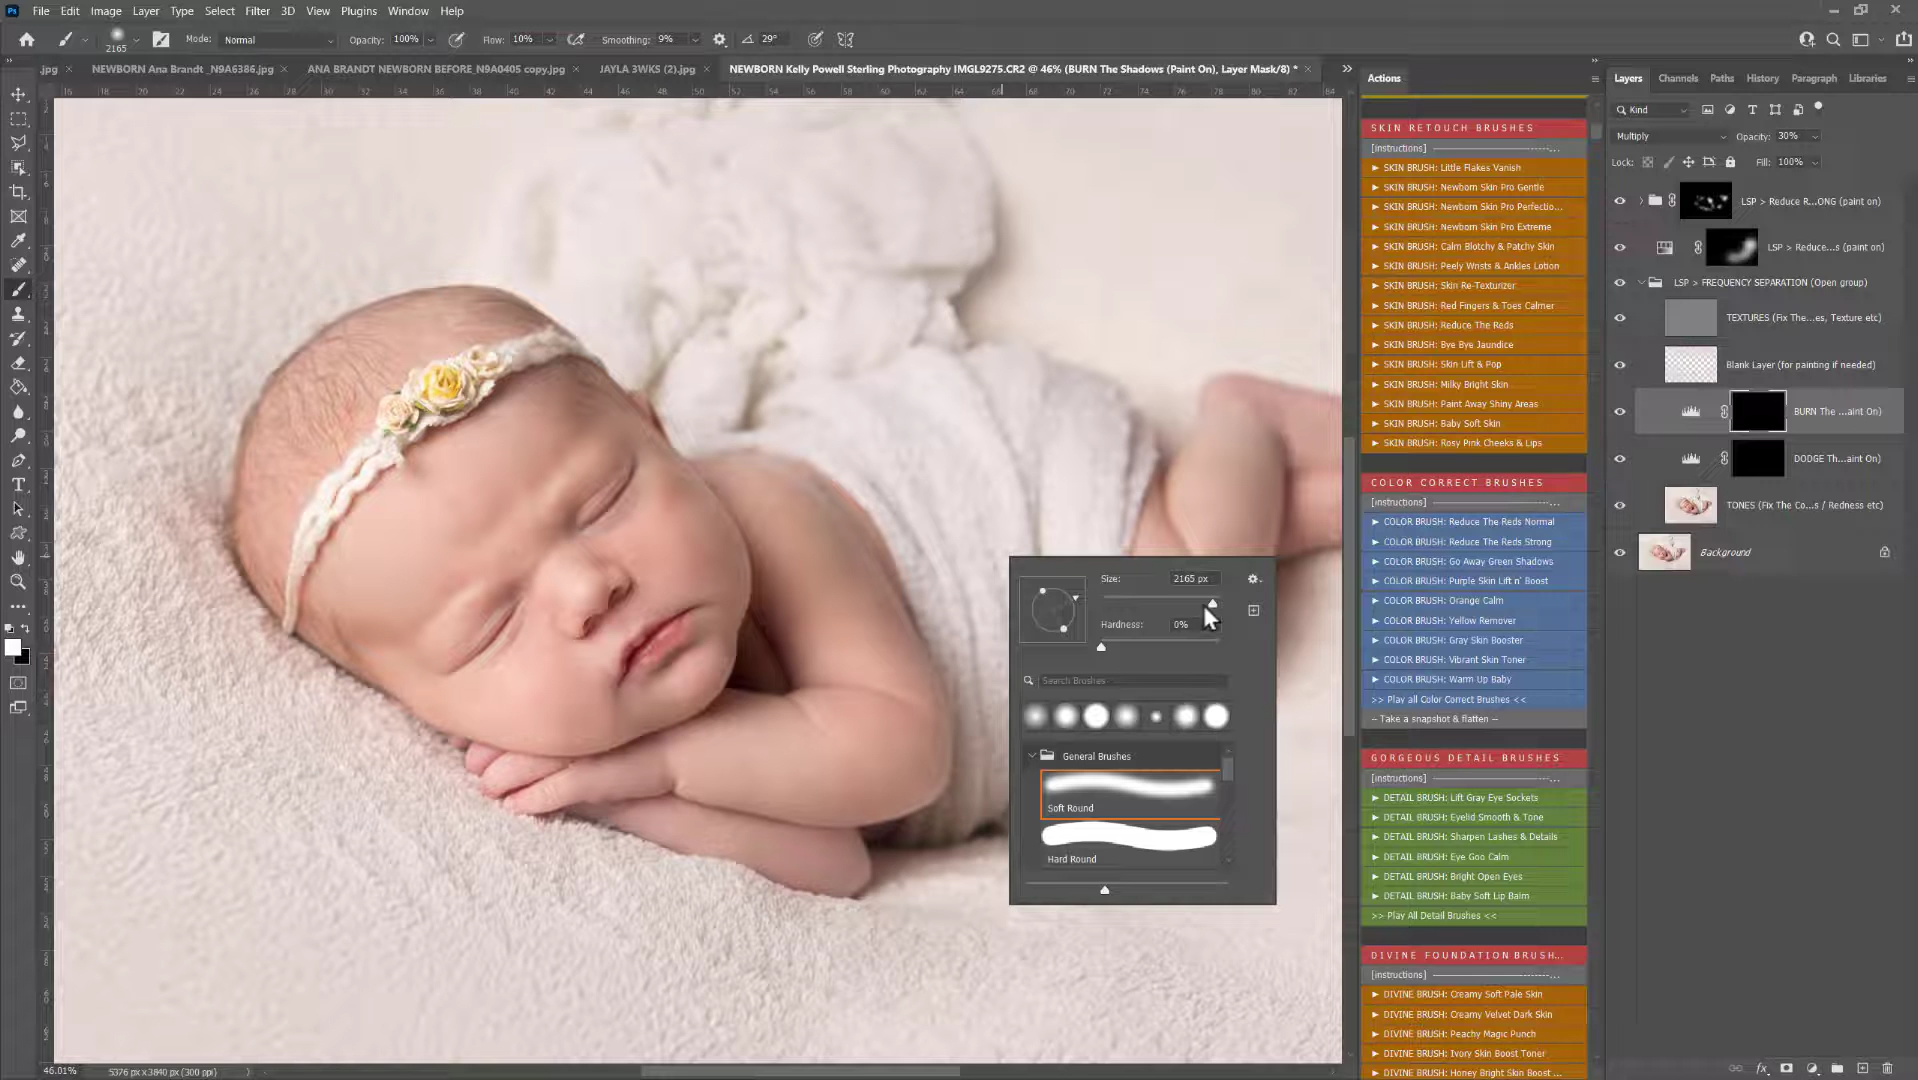 Ps File Edit Image Layer Type Select Filter 3D View Plugins Window Help
2165 Mode: Normal Opacity: 100% Flow: 10% Smoothing: 9% 29°
.jpg NEWBORN Ana Brandt _N9A6386.jpg ANA BRANDT NEWBORN BEFORE_N9A0405 copy.jpg JAYLA 3WKS (2).jpg NEWBORN Kelly Powell Sterling Photography IMGL9275.CR2 @ 46% (BURN The Shadows (Paint On), Layer Mask/8) *
Actions
SKIN RETOUCH BRUSHES
[instructions]
SKIN BRUSH: Little Flakes Vanish
SKIN BRUSH: Newborn Skin Pro Gentle
SKIN BRUSH: Newborn Skin Pro Perfectio...
SKIN BRUSH: Newborn Skin Pro Extreme
SKIN BRUSH: Calm Blotchy & Patchy Skin
SKIN BRUSH: Peely Wrists & Ankles Lotion
SKIN BRUSH: Skin Re-Texturizer
SKIN BRUSH: Red Fingers & Toes Calmer
SKIN BRUSH: Reduce The Reds
SKIN BRUSH: Bye Bye Jaundice
SKIN BRUSH: Skin Lift & Pop
SKIN BRUSH: Milky Bright Skin
SKIN BRUSH: Paint Away Shiny Areas
SKIN BRUSH: Baby Soft Skin
SKIN BRUSH: Rosy Pink Cheeks & Lips
COLOR CORRECT BRUSHES
[instructions]
COLOR BRUSH: Reduce The Reds Normal
COLOR BRUSH: Reduce The Reds Strong
COLOR BRUSH: Go Away Green Shadows
COLOR BRUSH: Purple Skin Lift n' Boost
COLOR BRUSH: Orange Calm
COLOR BRUSH: Yellow Remover
COLOR BRUSH: Gray Skin Booster
COLOR BRUSH: Vibrant Skin Toner
COLOR BRUSH: Warm Up Baby
>> Play all Color Correct Brushes <<
-- Take a snapshot & flatten --
GORGEOUS DETAIL BRUSHES
[instructions]
DETAIL BRUSH: Lift Gray Eye Sockets
DETAIL BRUSH: Eyelid Smooth & Tone
DETAIL BRUSH: Sharpen Lashes & Details
DETAIL BRUSH: Eye Goo Calm
DETAIL BRUSH: Bright Open Eyes
DETAIL BRUSH: Baby Soft Lip Balm
>> Play All Detail Brushes <<
DIVINE FOUNDATION BRUSH...
[instructions]
DIVINE BRUSH: Creamy Soft Pale Skin
DIVINE BRUSH: Creamy Velvet Dark Skin
DIVINE BRUSH: Peachy Magic Punch
DIVINE BRUSH: Ivory Skin Boost Toner
DIVINE BRUSH: Honey Bright Skin Boost ...
Layers Channels Paths History Paragraph Libraries
Kind
Multiply Opacity: 30%
Lock: Fill: 100%
LSP > Reduce R...ONG (paint on)
LSP > Reduce...s (paint on)
LSP > FREQUENCY SEPARATION (Open group)
TEXTURES (Fix The...es, Texture etc)
Blank Layer (for painting if needed)
BURN The ...aint On)
DODGE Th...aint On)
TONES (Fix The Co...s / Redness etc)
Background
Size: 2165 px
Hardness: 0%
Search Brushes
General Brushes
Soft Round
Hard Round
46.01% 5376 px x 3840 px (300 ppi)